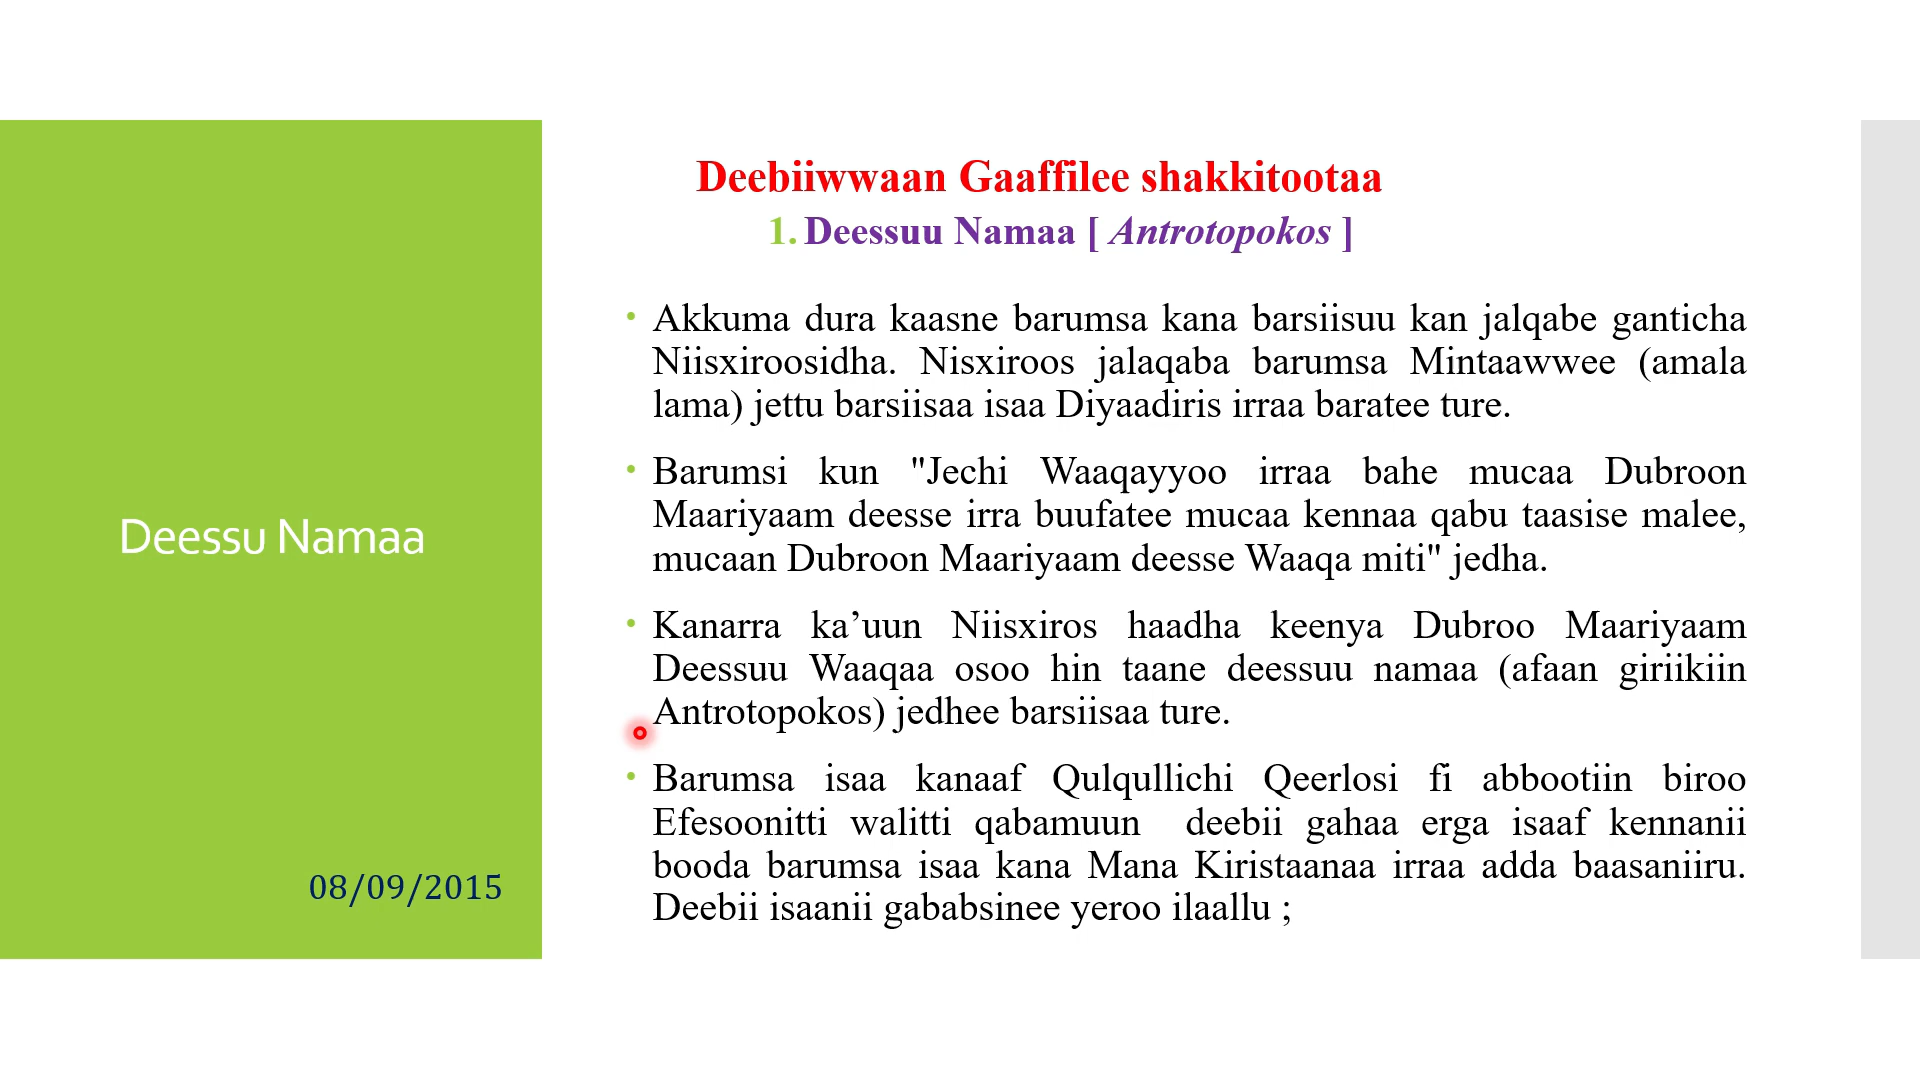 Deessu Namaa
08/09/2015
Deebiiwwaan Gaaffilee shakkitootaa
1. Deessuu Namaa [ Antrotopokos ]
• Akkuma dura kaasne barumsa kana barsiisuu kan jalqabe ganticha
Niisxiroosidha. Nisxiroos jalaqaba barumsa Mintaawwee (amala
lama) jettu barsiisaa isaa Diyaadiris irraa baratee ture.
• Barumsi kun "Jechi Waaqayyoo irraa bahe mucaa Dubroon
Maariyaam deesse irra buufatee mucaa kennaa qabu taasise malee,
mucaan Dubroon Maariyaam deesse Waaqa miti" jedha.
• Kanarra ka’uun Niisxiros haadha keenya Dubroo Maariyaam
Deessuu Waaqaa osoo hin taane deessuu namaa (afaan giriikiin
Antrotopokos) jedhee barsiisaa ture.
• Barumsa isaa kanaaf Qulqullichi Qeerlosi fi abbootiin biroo
Efesoonitti walitti qabamuun deebii gahaa erga isaaf kennanii
booda barumsa isaa kana Mana Kiristaanaa irraa adda baasaniiru.
Deebii isaanii gababsinee yeroo ilaallu ;